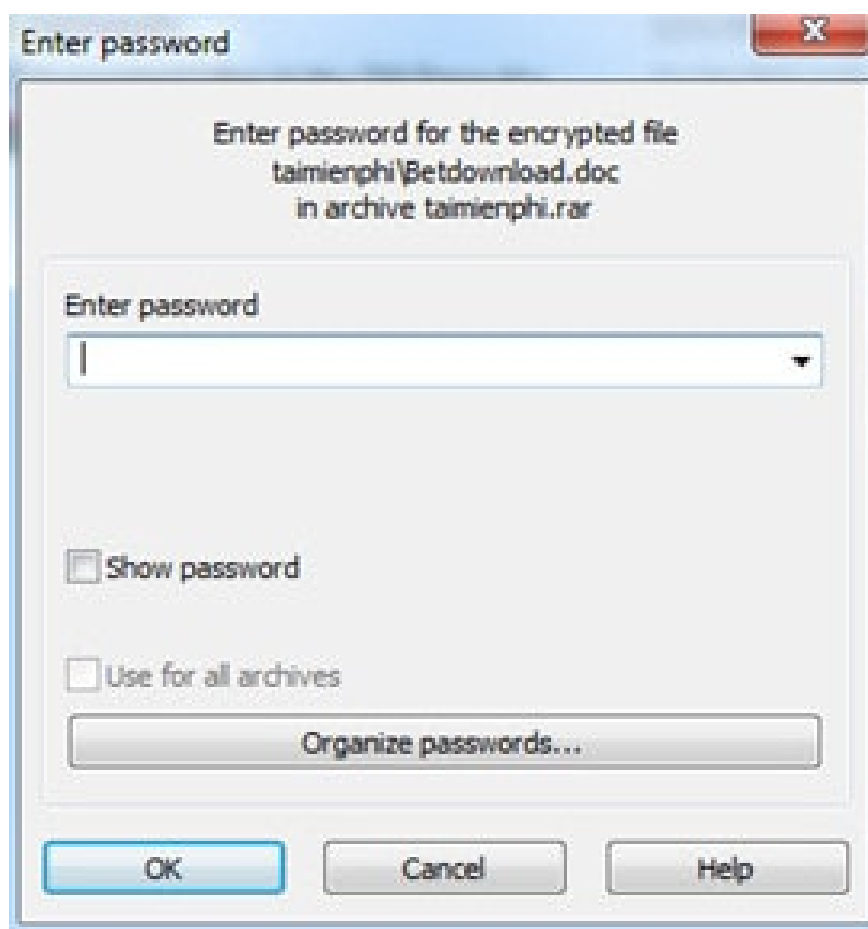 Enter password
Enter password for the encrypted file
taimienphi\Betdownload.doc
in archive taimienphi.rar
Enter password
Show password
Use for all archives
Organize passwords...
OK
Cancel
Help